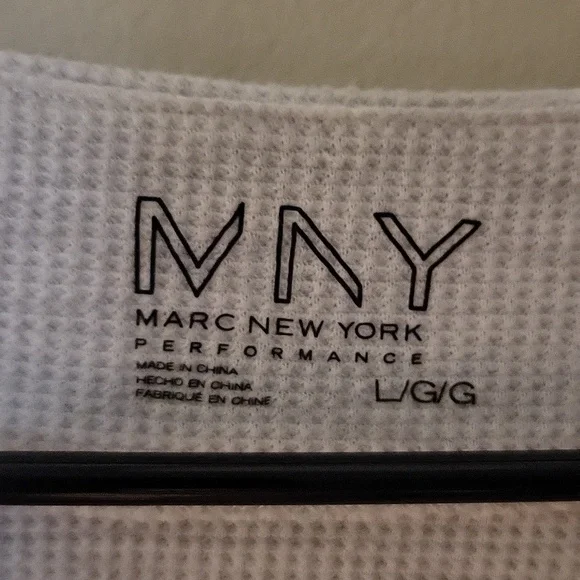 MNY
MARC NEW YORK
PERFORMANCE
MADE IN CHINA
HECHO EN CHINA
FABRIQUÉ EN CHINE
L/G/G